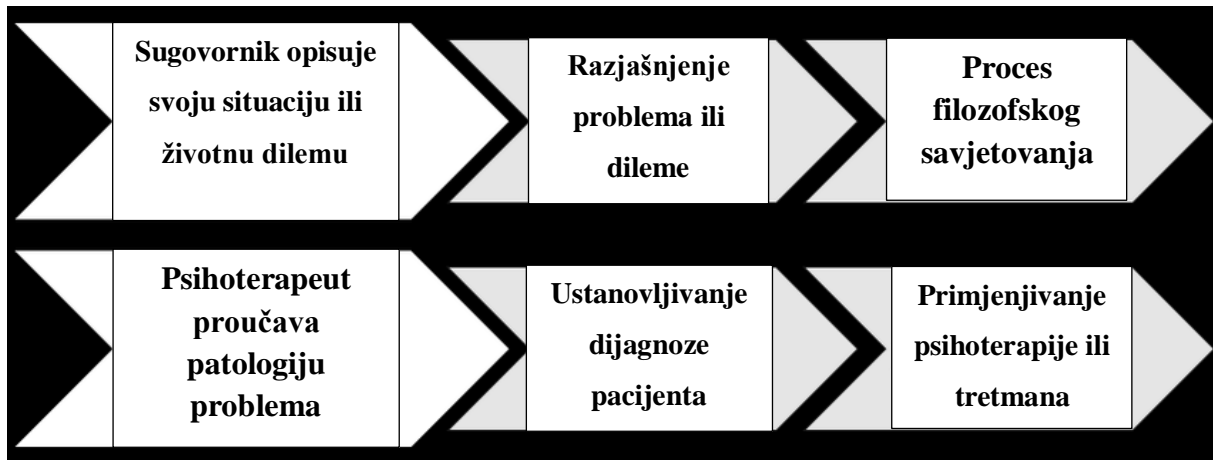 Sugovornik opisuje
svoju situaciju ili
životnu dilemu
Razjašnjenje
problema ili
dileme
Proces
filozofskog
savjetovanja
Psihoterapeut
proučava
patologiju
problema
Ustanovljivanje
dijagnoze
pacijenta
Primjenjivanje
psihoterapije ili
tretmana